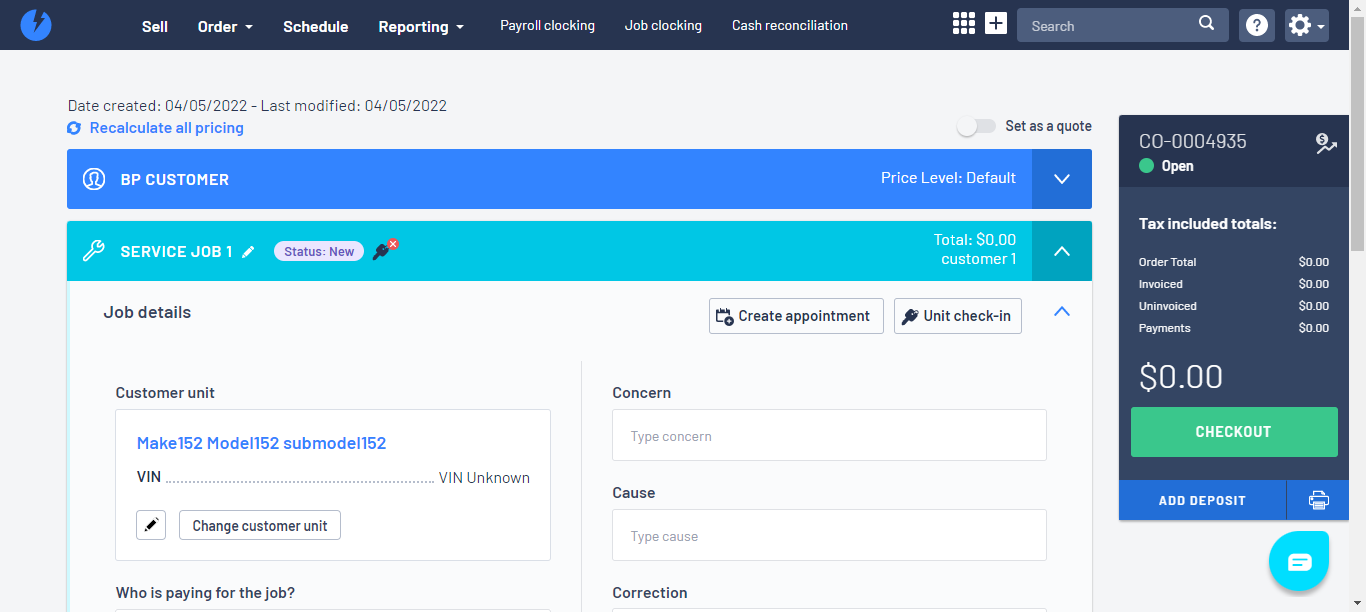 Sell Order Schedule Reporting Payroll clocking Job clocking Cash reconciliation Search
Date created: 04/05/2022 - Last modified: 04/05/2022
Recalculate all pricing
Set as a quote
BP CUSTOMER
Price Level: Default
SERVICE JOB 1
Status: New
Total: $0.00
customer 1
Job details
Create appointment
Unit check-in
Customer unit
Make152 Model152 submodel152
VIN VIN Unknown
Change customer unit
Who is paying for the job?
Concern
Type concern
Cause
Type cause
Correction
CO-0004935
Open
Tax included totals:
Order Total $0.00
Invoiced $0.00
Uninvoiced $0.00
Payments $0.00
$0.00
CHECKOUT
ADD DEPOSIT